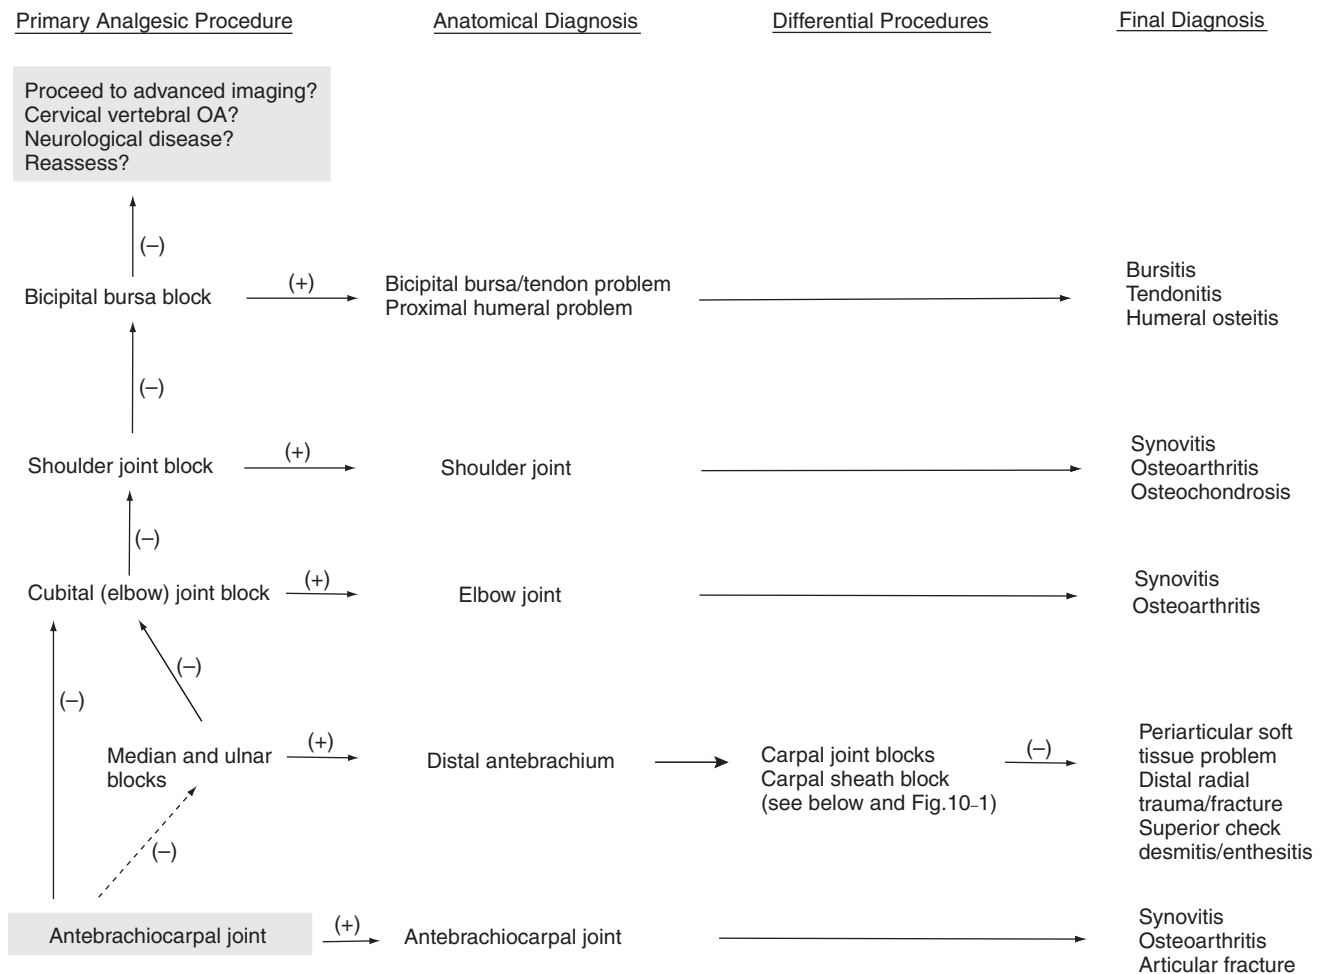 Primary Analgesic Procedure
Anatomical Diagnosis
Differential Procedures
Final Diagnosis
Proceed to advanced imaging?
Cervical vertebral OA?
Neurological disease?
Reassess?
(–)
Bicipital bursa block
(+)
Bicipital bursa/tendon problem
Proximal humeral problem
Bursitis
Tendonitis
Humeral osteitis
(–)
Shoulder joint block
(+)
Shoulder joint
Synovitis
Osteoarthritis
Osteochondrosis
(–)
Cubital (elbow) joint block
(+)
Elbow joint
Synovitis
Osteoarthritis
(–)
(–)
Median and ulnar
blocks
(+)
Distal antebrachium
Carpal joint blocks
Carpal sheath block
(see below and Fig.10–1)
(–)
Periarticular soft
tissue problem
Distal radial
trauma/fracture
Superior check
desmitis/enthesitis
(–)
Antebrachiocarpal joint
(+)
Antebrachiocarpal joint
Synovitis
Osteoarthritis
Articular fracture